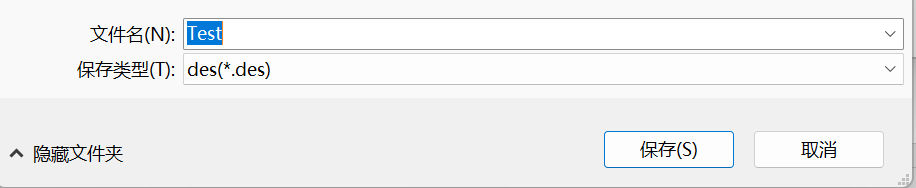 文件名(N): Test
保存类型(T): des(*.des)
隐藏文件夹 保存(S) 取消